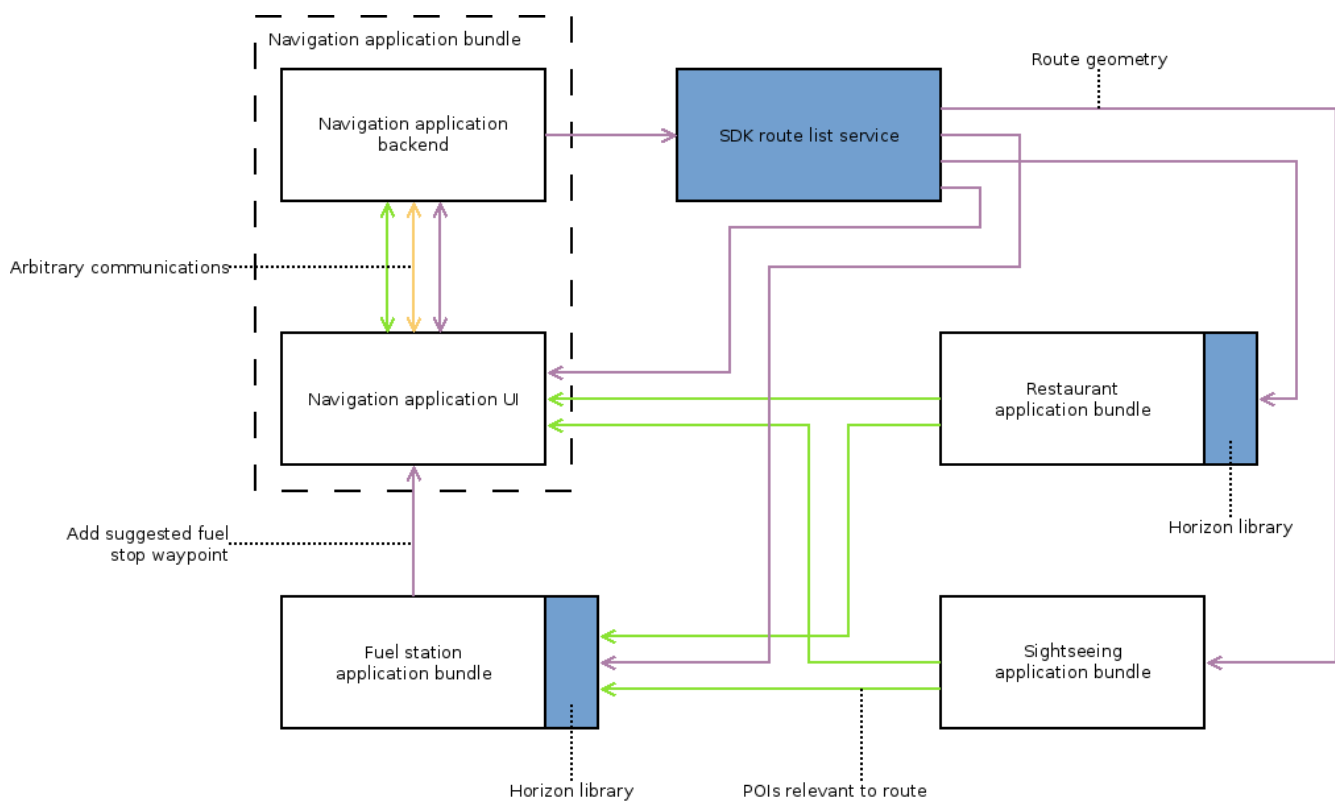 Navigation application bundle
Route geometry
Navigation application
backend
SDK route list service
Arbitrary communications
Navigation application UI
Restaurant
application bundle
Add suggested fuel
stop waypoint
Horizon library
Fuel station
application bundle
Sightseeing
application bundle
Horizon library
POIs relevant to route